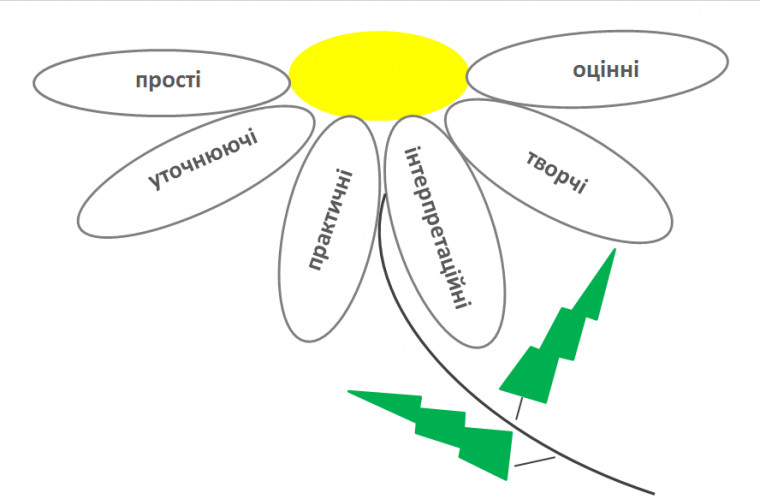 прості
уточнюючі
практичні
інтерпретаційні
творчі
оцінні